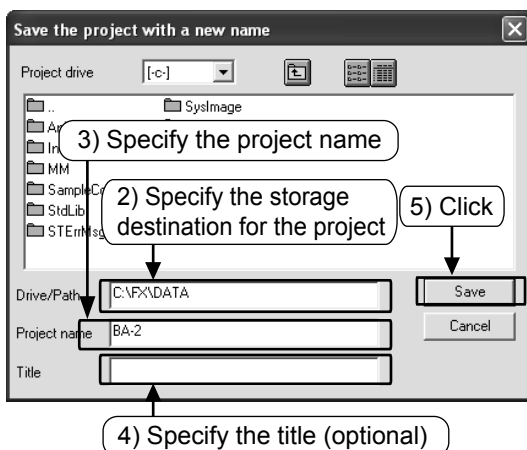 Save the project with a new name
Project drive [-c-]
.. SysImage
3) Specify the project name
MM
2) Specify the storage
destination for the project
5) Click
StdLib
Drive/Path C:\FX\DATA Save
Project name BA-2 Cancel
Title
4) Specify the title (optional)